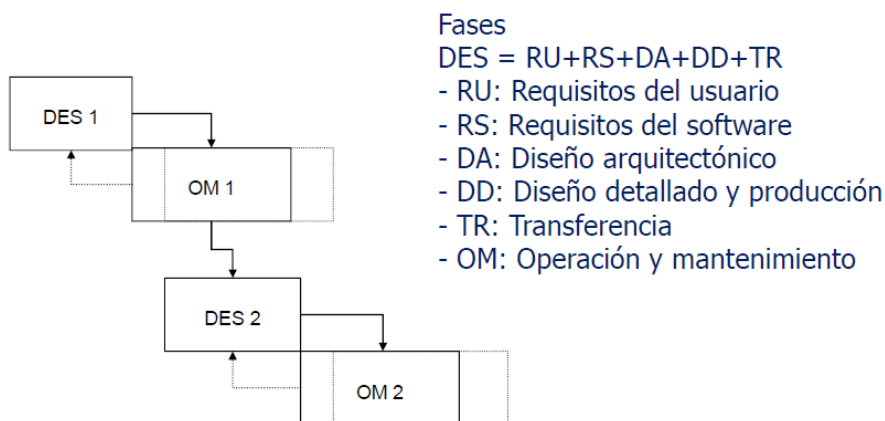 Fases
DES = RU+RS+DA+DD+TR
- RU: Requisitos del usuario
- RS: Requisitos del software
- DA: Diseño arquitectónico
- DD: Diseño detallado y producción
- TR: Transferencia
- OM: Operación y mantenimiento
DES 1
OM 1
DES 2
OM 2